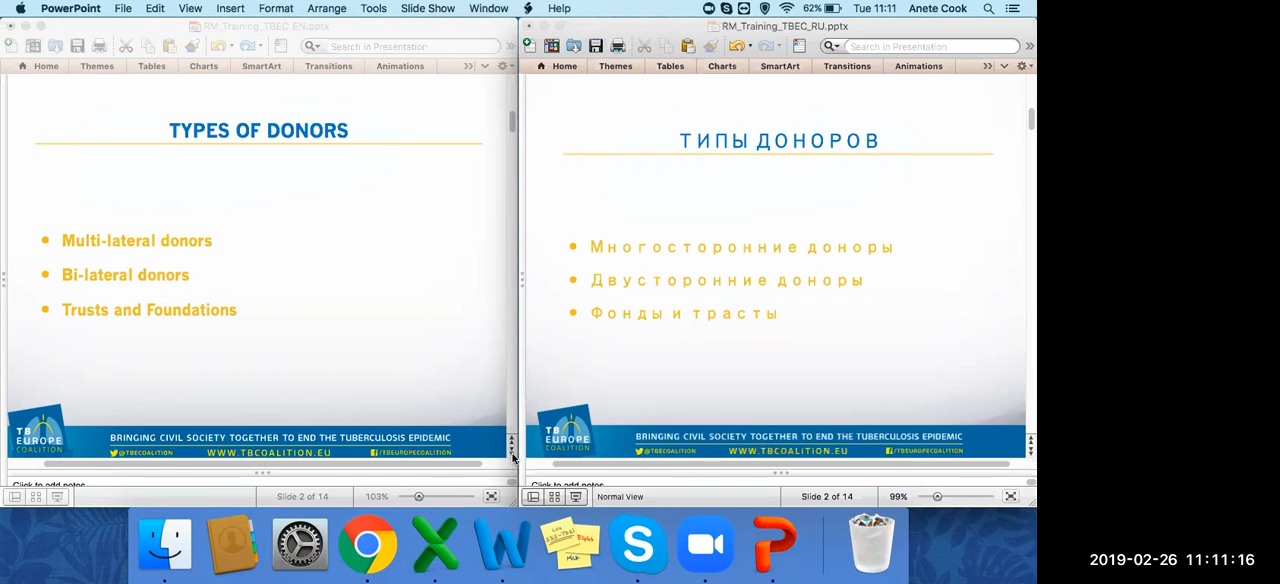 PowerPoint File Edit View Insert Format Arrange Tools Slide Show Window Help 62% Tue 11:11 Anete Cook
RM_Training_TBEC_EN.pptx
Search in Presentation
Home Themes Tables Charts SmartArt Transitions Animations
TYPES OF DONORS
Multi-lateral donors
Bi-lateral donors
Trusts and Foundations
TB
EUROPE
COALITION
BRINGING CIVIL SOCIETY TOGETHER TO END THE TUBERCULOSIS EPIDEMIC
@TBECOALITION WWW.TBCOALITION.EU /TBEUROPECOALITION
Click to add notes
Slide 2 of 14 103%
RM_Training_TBEC_RU.pptx
Search in Presentation
Home Themes Tables Charts SmartArt Transitions Animations
ТИПЫ ДОНОРОВ
Многосторонние доноры
Двусторонние доноры
Фонды и трасты
TB
EUROPE
COALITION
BRINGING CIVIL SOCIETY TOGETHER TO END THE TUBERCULOSIS EPIDEMIC
@TBECOALITION WWW.TBCOALITION.EU /TBEUROPECOALITION
Click to add notes
Normal View Slide 2 of 14 99%
EGGS
MILK
2019-02-26 11:11:16